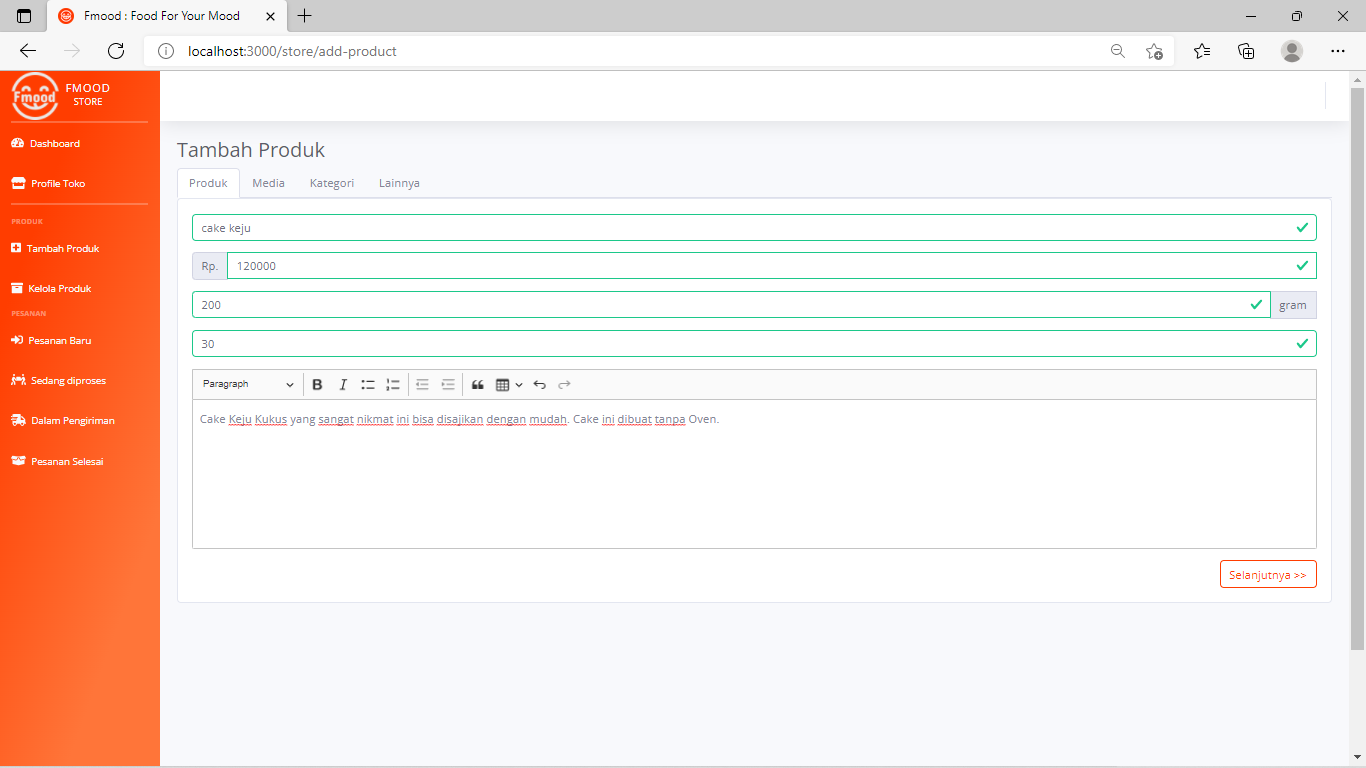 Fmood : Food For Your Mood
localhost:3000/store/add-product
Fmood
FMOOD
STORE
Dashboard
Profile Toko
PRODUK
Tambah Produk
Kelola Produk
PESANAN
Pesanan Baru
Sedang diproses
Dalam Pengiriman
Pesanan Selesai
Tambah Produk
Produk Media Kategori Lainnya
cake keju
Rp. 120000
200 gram
30
Paragraph B I
Cake Keju Kukus yang sangat nikmat ini bisa disajikan dengan mudah. Cake ini dibuat tanpa Oven.
Selanjutnya >>